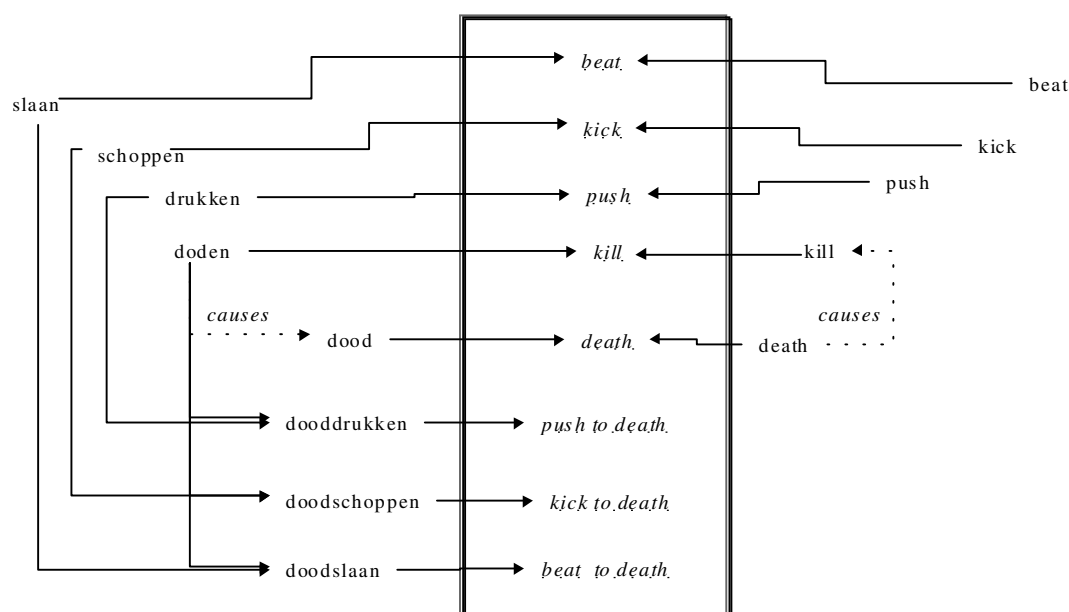 beat
beat
slaan
kick
kick
schoppen
push
push
drukken
doden
kill
kill
causes
causes
dood
death
death
dooddrukken
push to death
doodschoppen
kick to death
doodslaan
beat to death